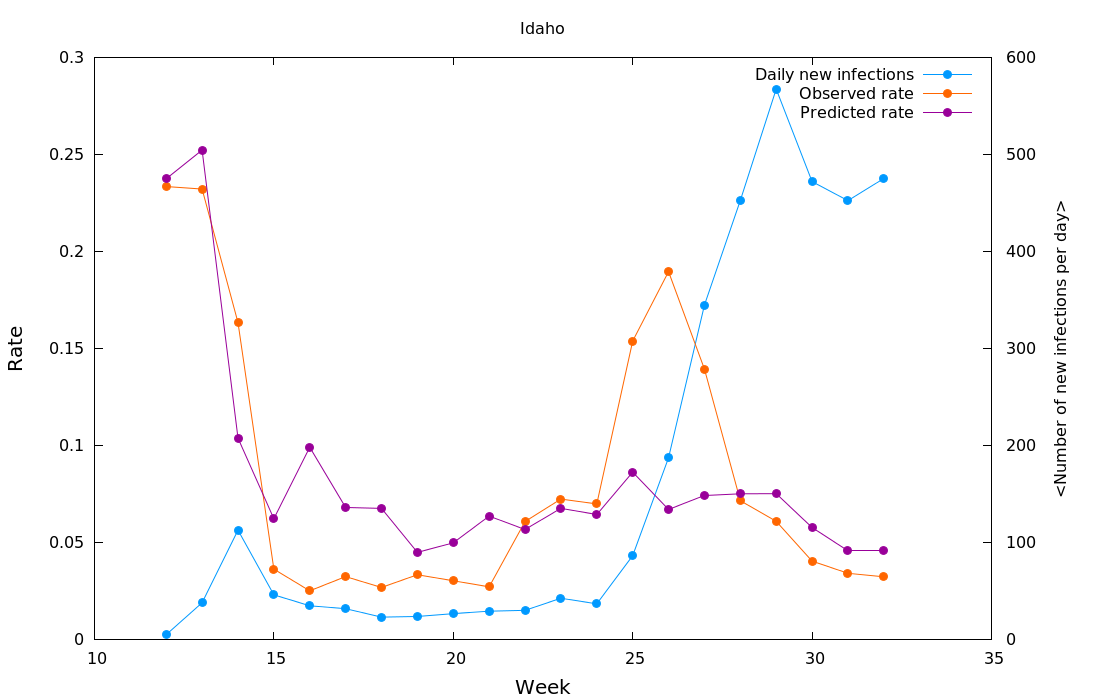 Idaho
Daily new infections
Observed rate
Predicted rate
0.3
0.25
0.2
0.15
0.1
0.05
0
Rate
600
500
400
300
200
100
0
<Number of new infections per day>
10
15
20
25
30
35
Week